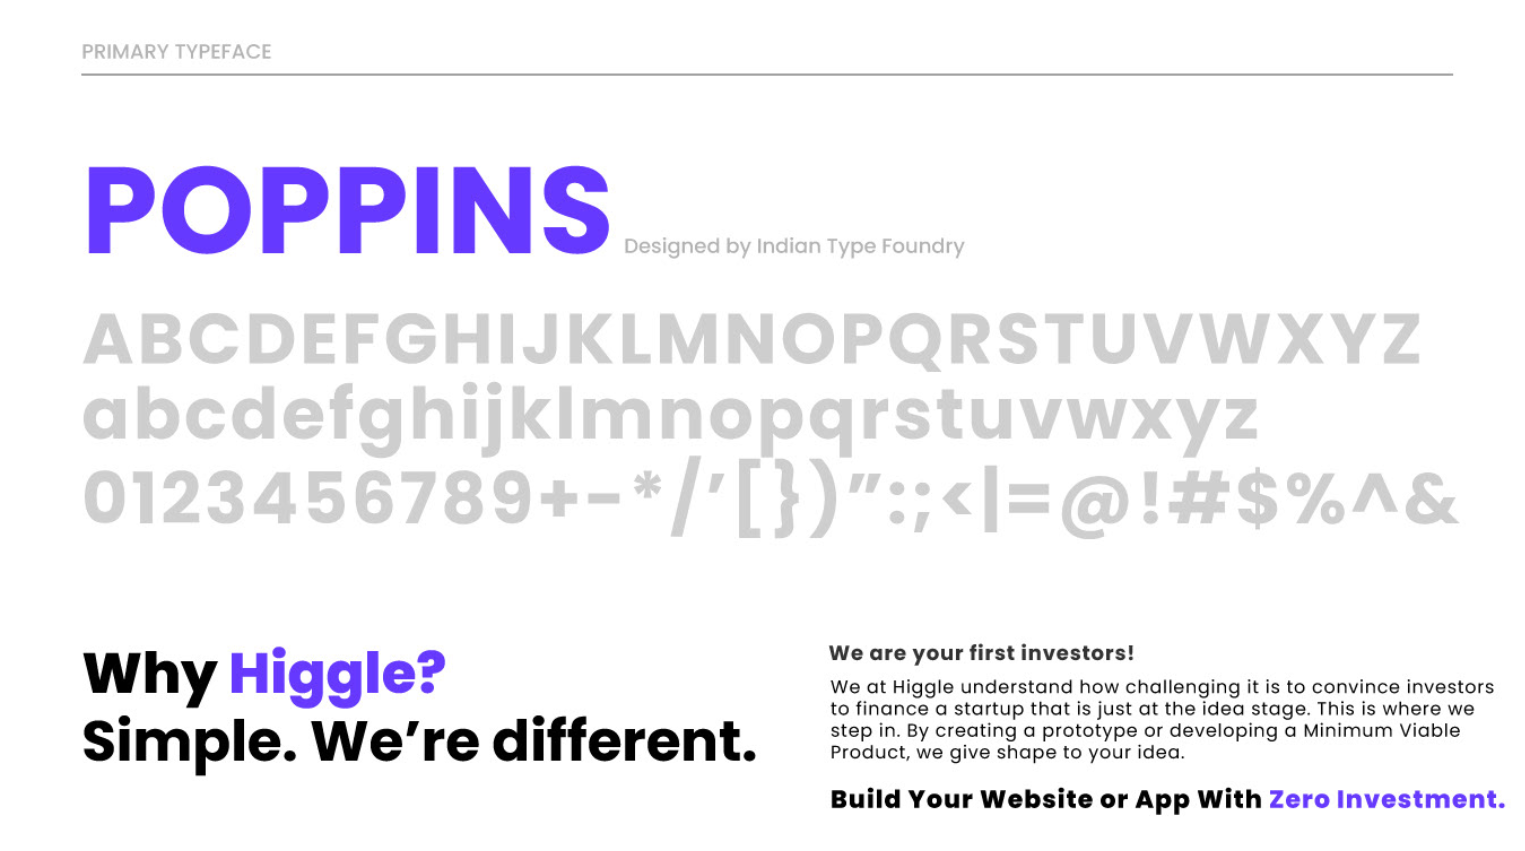 PRIMARY TYPEFACE
POPPINS Designed by Indian Type Foundry
ABCDEFGHIJKLMNOPQRSTUVWXYZ
abcdefghijklmnopqrstuvwxyz
0123456789+-*/’[})”:;<|=@!#$%^&
Why Higgle?
Simple. We’re different.
We are your first investors!
We at Higgle understand how challenging it is to convince investors
to finance a startup that is just at the idea stage. This is where we
step in. By creating a prototype or developing a Minimum Viable
Product, we give shape to your idea.
Build Your Website or App With Zero Investment.